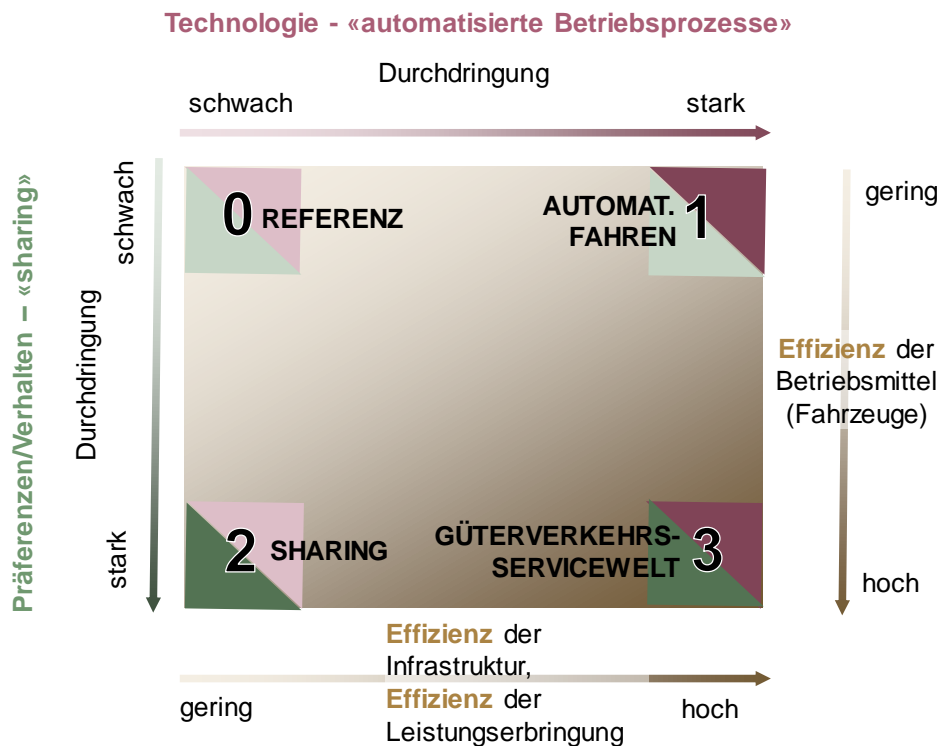 Technologie - «automatisierte Betriebsprozesse»
Durchdringung
schwach
stark
Präferenzen/Verhalten – «sharing»
Durchdringung
schwach
stark
0 REFERENZ
AUTOMAT.
FAHREN
1
2 SHARING
GÜTERVERKEHRS-
SERVICEWELT
3
gering
Effizienz der
Betriebsmittel
(Fahrzeuge)
hoch
gering
Effizienz der
Infrastruktur,
Effizienz der
Leistungserbringung
hoch